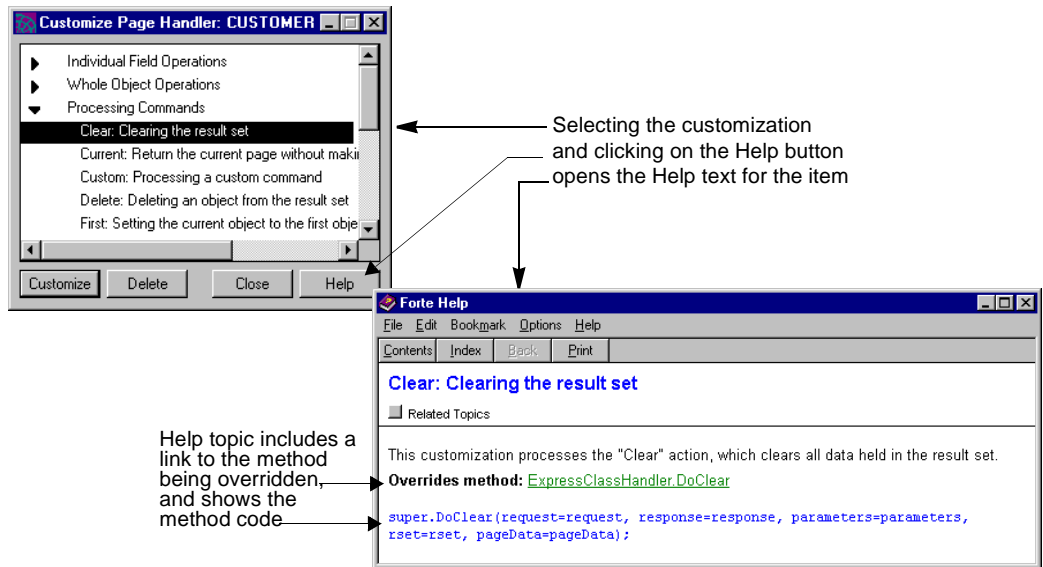 Customize Page Handler: CUSTOMER
Individual Field Operations
Whole Object Operations
Processing Commands
Clear: Clearing the result set
Current: Return the current page without makin
Custom: Processing a custom command
Delete: Deleting an object from the result set
First: Setting the current object to the first obje
Customize Delete Close Help
Selecting the customization
and clicking on the Help button
opens the Help text for the item
Forte Help
File Edit Bookmark Options Help
Contents Index Back Print
Clear: Clearing the result set
Related Topics
This customization processes the "Clear" action, which clears all data held in the result set.
Overrides method: ExpressClassHandler.DoClear
super.DoClear(request=request, response=response, parameters=parameters,
rset=rset, pageData=pageData);
Help topic includes a
link to the method
being overridden,
and shows the
method code